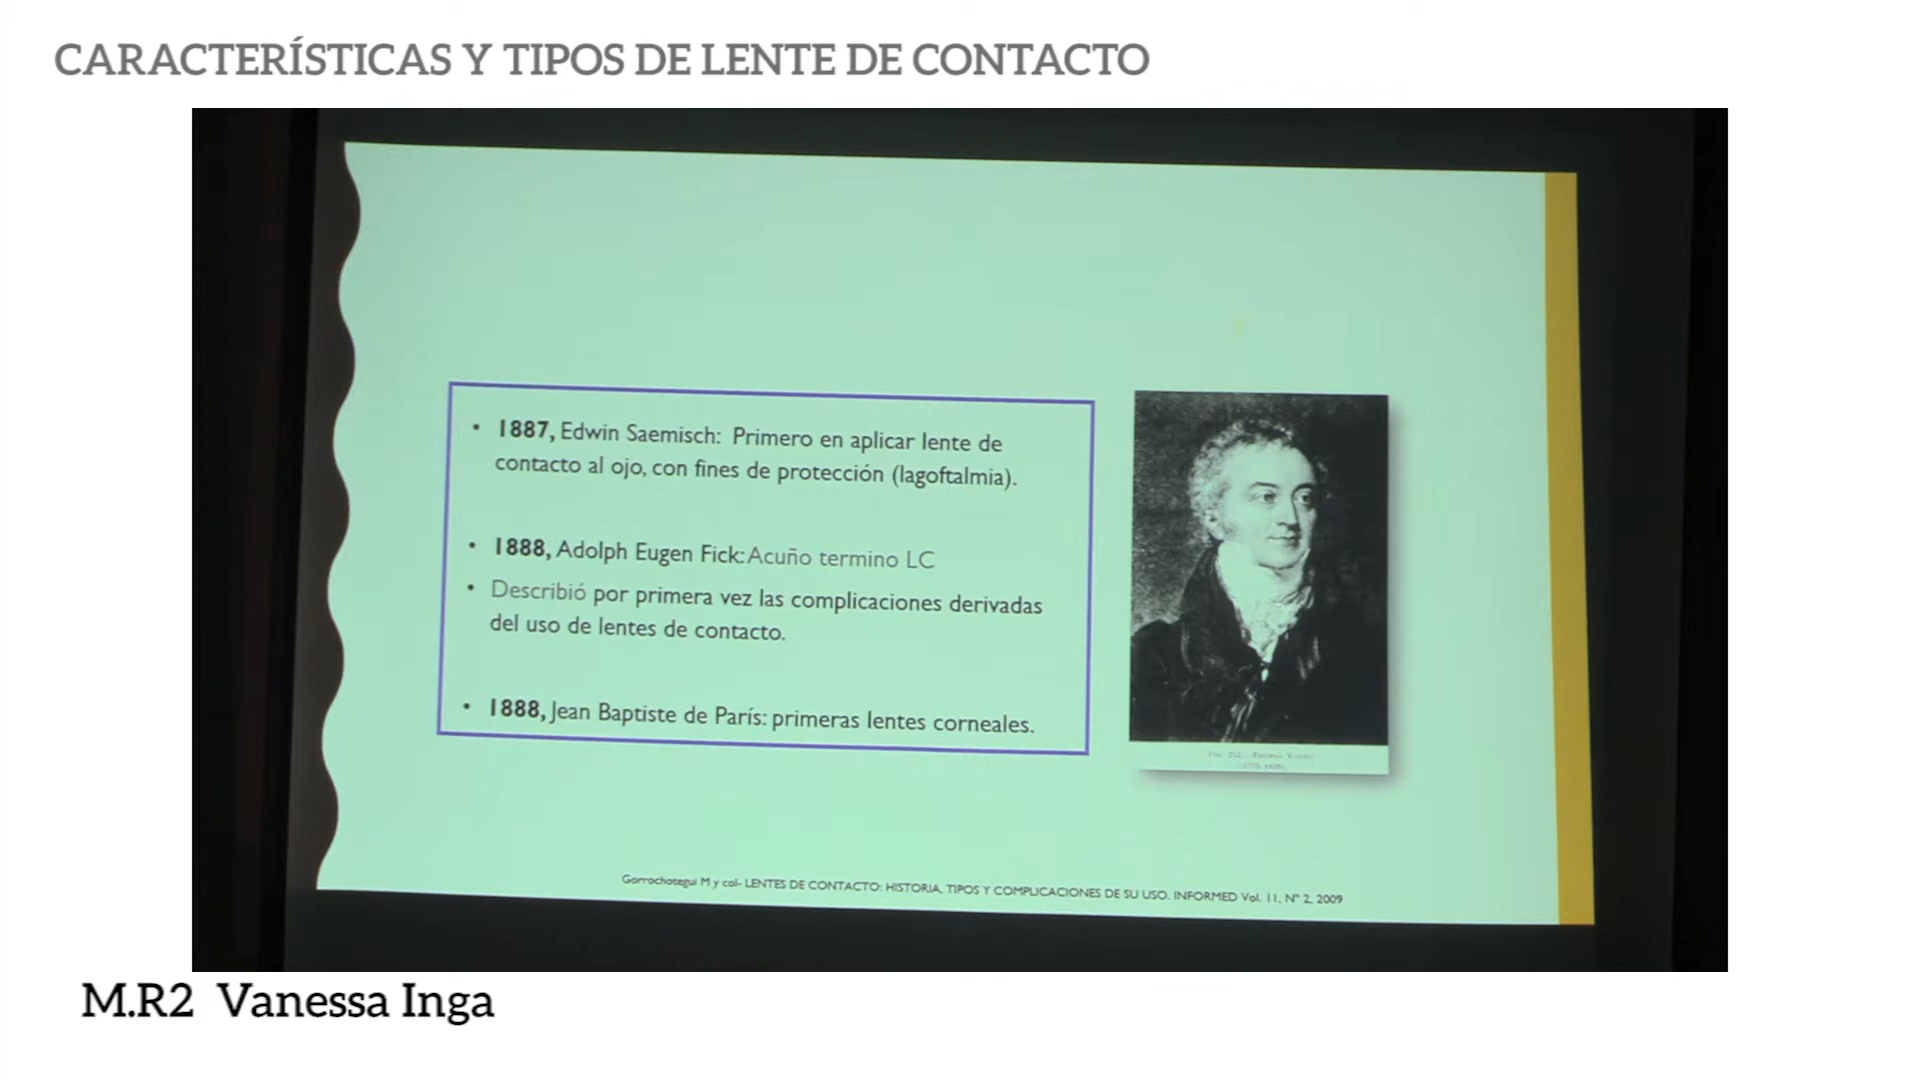 CARACTERÍSTICAS Y TIPOS DE LENTE DE CONTACTO
• 1887, Edwin Saemisch: Primero en aplicar lente de
contacto al ojo, con fines de protección (lagoftalmia).
• 1888, Adolph Eugen Fick: Acuño termino LC
• Describió por primera vez las complicaciones derivadas
del uso de lentes de contacto.
• 1888, Jean Baptiste de París: primeras lentes corneales.
Gorrochotegui M y col- LENTES DE CONTACTO: HISTORIA, TIPOS Y COMPLICACIONES DE SU USO. INFORMED Vol. 11, Nº 2, 2009
M.R2 Vanessa Inga